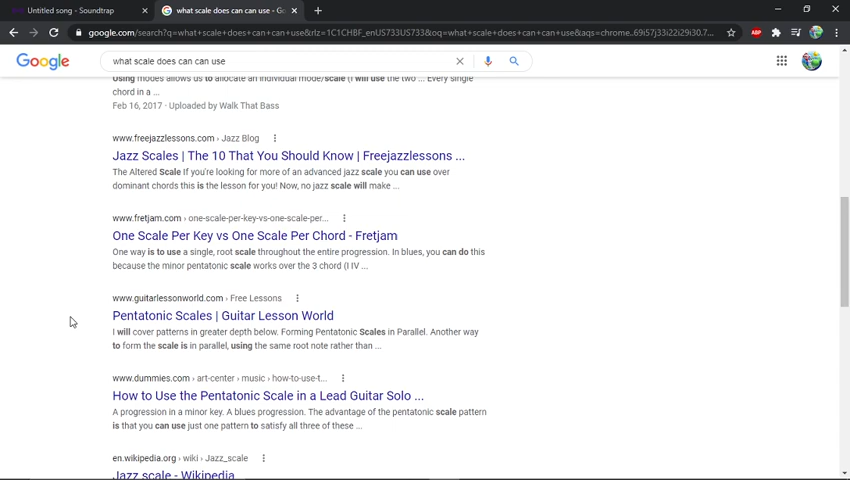 Untitled song - Soundtrap
what scale does can can use - Go
google.com/search?q=what+scale+does+can+can+use&rlz=1C1CHBF_enUS733US733&oq=what+scale+does+can+can+use&aqs=chrome..69i57j33i22i29i30.7...
ABP
Google
what scale does can can use
Using modes allows us to allocate an individual mode/scale (I will use the two ... Every single
chord in a ...
Feb 16, 2017 · Uploaded by Walk That Bass
www.freejazzlessons.com › Jazz Blog
Jazz Scales | The 10 That You Should Know | Freejazzlessons ...
The Altered Scale If you're looking for more of an advanced jazz scale you can use over
dominant chords this is the lesson for you! Now, no jazz scale will make ...
www.fretjam.com › one-scale-per-key-vs-one-scale-per...
One Scale Per Key vs One Scale Per Chord - Fretjam
One way is to use a single, root scale throughout the entire progression. In blues, you can do this
because the minor pentatonic scale works over the 3 chord (I IV ...
www.guitarlessonworld.com › Free Lessons
Pentatonic Scales | Guitar Lesson World
I will cover patterns in greater depth below. Forming Pentatonic Scales in Parallel. Another way
to form the scale is in parallel, using the same root note rather than ...
www.dummies.com › art-center › music › how-to-use-t...
How to Use the Pentatonic Scale in a Lead Guitar Solo ...
A progression in a minor key. A blues progression. The advantage of the pentatonic scale pattern
is that you can use just one pattern to satisfy all three of these ...
en.wikipedia.org › wiki › Jazz_scale
Jazz scale - Wikipedia